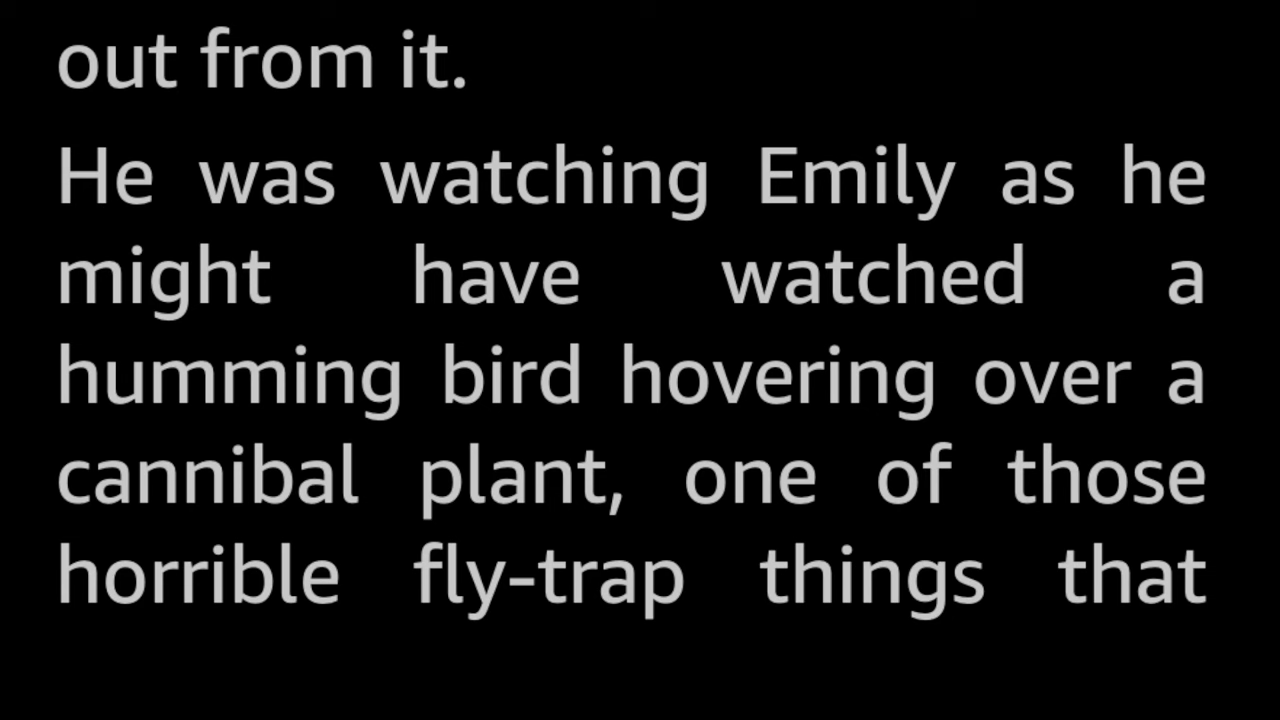 out from it.
He was watching Emily as he
might have watched a
humming bird hovering over a
cannibal plant, one of those
horrible fly-trap things that